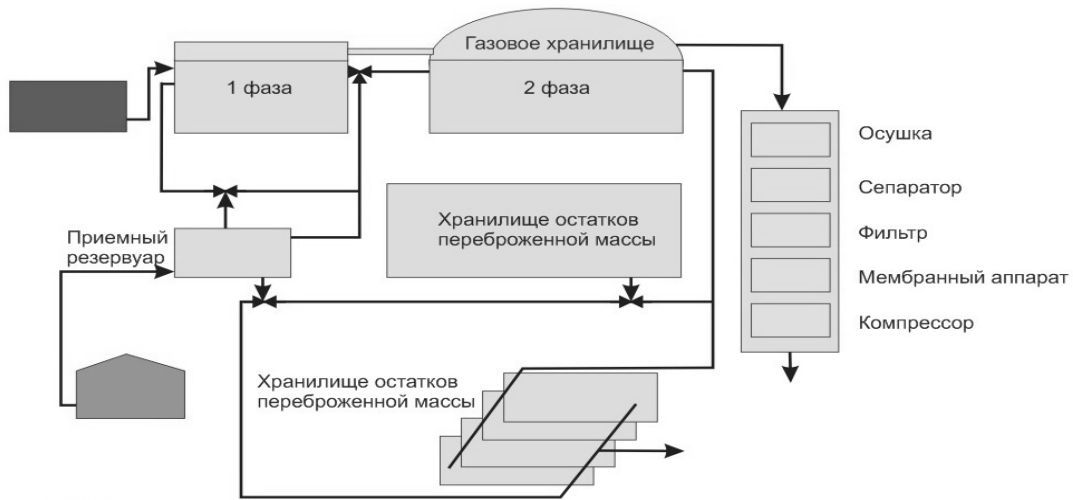 Газовое хранилище
1 фаза
2 фаза
Осушка
Сепаратор
Фильтр
Мембранный аппарат
Компрессор
Хранилище остатков
переброженной массы
Приемный
резервуар
Хранилище остатков
переброженной массы